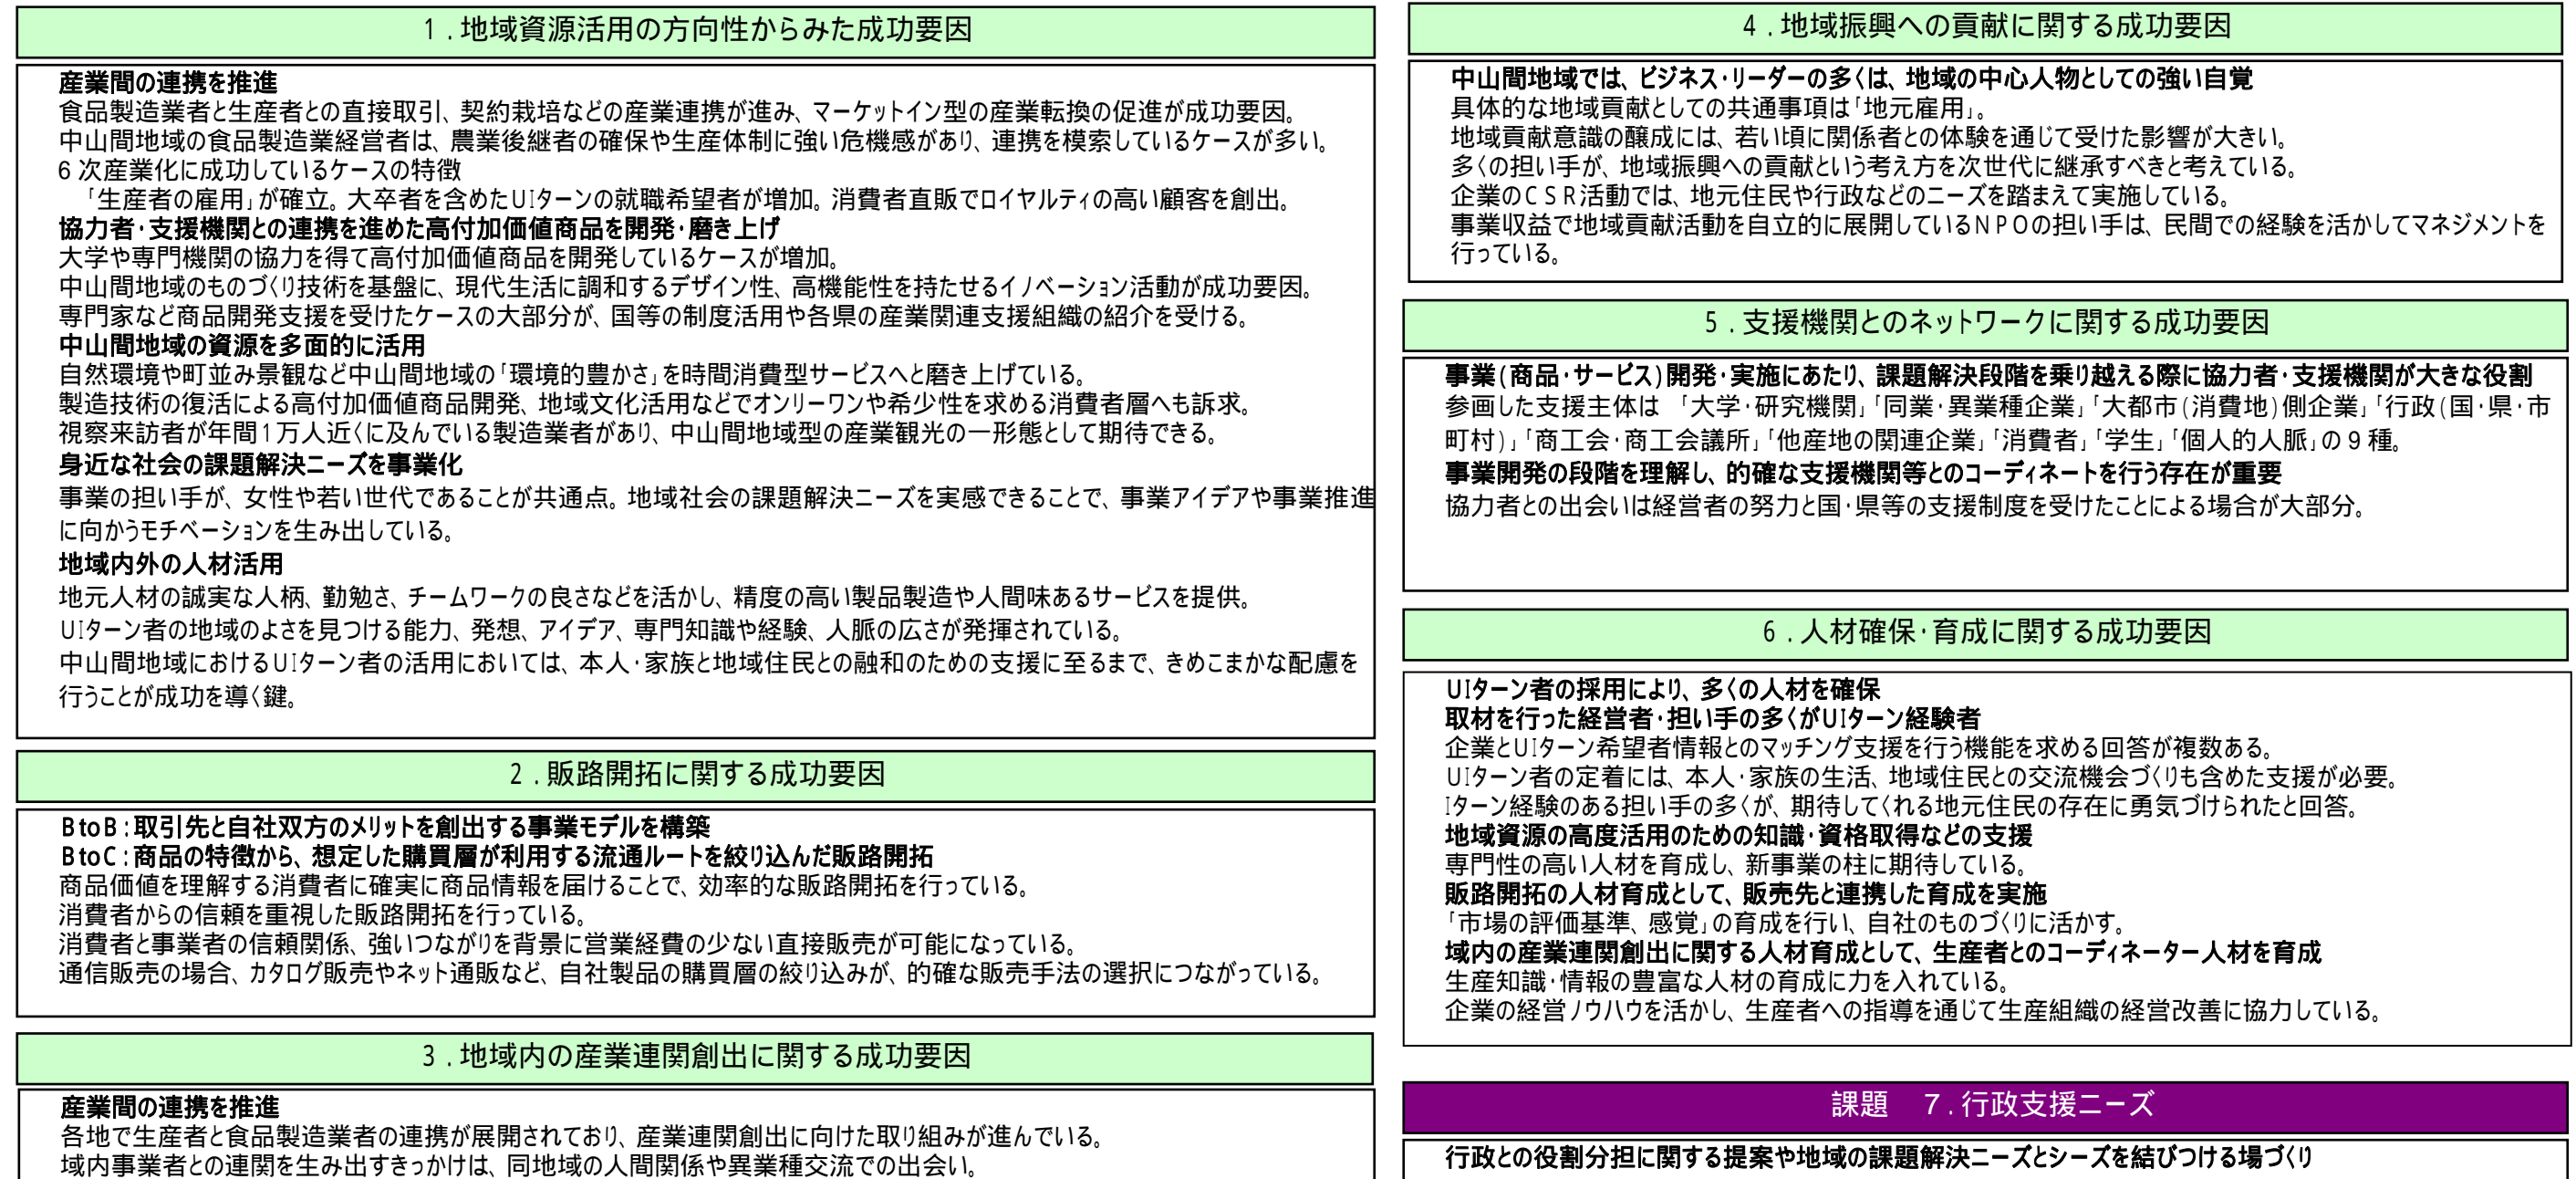 1．地域資源活用の方向性からみた成功要因
産業間の連携を推進
食品製造業者と生産者との直接取引、契約栽培などの産業連携が進み、マーケットイン型の産業転換の促進が成功要因。
中山間地域の食品製造業経営者は、農業後継者の確保や生産体制に強い危機感があり、連携を模索しているケースが多い。
6次産業化に成功しているケースの特徴
「生産者の雇用」が確立。大卒者を含めたUIターンの就職希望者が増加。消費者直販でロイヤルティの高い顧客を創出。
協力者・支援機関との連携を進めた高付加価値商品を開発・磨き上げ
大学や専門機関の協力を得て高付加価値商品を開発しているケースが増加。
中山間地域のものづくり技術を基盤に、現代生活に調和するデザイン性、高機能性を持たせるイノベーション活動が成功要因。
専門家など商品開発支援を受けたケースの大部分が、国等の制度活用や各県の産業関連支援組織の紹介を受ける。
中山間地域の資源を多面的に活用
自然環境や町並み景観など中山間地域の「環境的豊かさ」を時間消費型サービスへと磨き上げている。
製造技術の復活による高付加価値商品開発、地域文化活用などでオンリーワンや希少性を求める消費者層へも訴求。
視察来訪者が年間1万人近くに及んでいる製造業者があり、中山間地域型の産業観光の一形態として期待できる。
身近な社会の課題解決ニーズを事業化
事業の担い手が、女性や若い世代であることが共通点。地域社会の課題解決ニーズを実感できることで、事業アイデアや事業推進
に向かうモチベーションを生み出している。
地域内外の人材活用
地元人材の誠実な人柄、勤勉さ、チームワークの良さなどを活かし、精度の高い製品製造や人間味あるサービスを提供。
UIターン者の地域のよさを見つける能力、発想、アイデア、専門知識や経験、人脈の広さが発揮されている。
中山間地域におけるUIターン者の活用においては、本人・家族と地域住民との融和のための支援に至るまで、きめこまかな配慮を
行うことが成功を導く鍵。
2．販路開拓に関する成功要因
BtoB：取引先と自社双方のメリットを創出する事業モデルを構築
BtoC：商品の特徴から、想定した購買層が利用する流通ルートを絞り込んだ販路開拓
商品価値を理解する消費者に確実に商品情報を届けることで、効率的な販路開拓を行っている。
消費者からの信頼を重視した販路開拓を行っている。
消費者と事業者の信頼関係、強いつながりを背景に営業経費の少ない直接販売が可能になっている。
通信販売の場合、カタログ販売やネット通販など、自社製品の購買層の絞り込みが、的確な販売手法の選択につながっている。
3．地域内の産業連関創出に関する成功要因
産業間の連携を推進
各地で生産者と食品製造業者の連携が展開されており、産業連関創出に向けた取り組みが進んでいる。
域内事業者との連関を生み出すきっかけは、同地域の人間関係や異業種交流での出会い。
4．地域振興への貢献に関する成功要因
中山間地域では、ビジネス・リーダーの多くは、地域の中心人物としての強い自覚
具体的な地域貢献としての共通事項は「地元雇用」。
地域貢献意識の醸成には、若い頃に関係者との体験を通じて受けた影響が大きい。
多くの担い手が、地域振興への貢献という考え方を次世代に継承すべきと考えている。
企業のCSR活動では、地元住民や行政などのニーズを踏まえて実施している。
事業収益で地域貢献活動を自立的に展開しているNPOの担い手は、民間での経験を活かしてマネジメントを
行っている。
5．支援機関とのネットワークに関する成功要因
事業(商品・サービス)開発・実施にあたり、課題解決段階を乗り越える際に協力者・支援機関が大きな役割
参画した支援主体は 「大学・研究機関」「同業・異業種企業」「大都市(消費地)側企業」「行政(国・県・市
町村)」「商工会・商工会議所」「他産地の関連企業」「消費者」「学生」「個人的人脈」の9種。
事業開発の段階を理解し、的確な支援機関等とのコーディネートを行う存在が重要
協力者との出会いは経営者の努力と国・県等の支援制度を受けたことによる場合が大部分。
6．人材確保・育成に関する成功要因
UIターン者の採用により、多くの人材を確保
取材を行った経営者・担い手の多くがUIターン経験者
企業とUIターン希望者情報とのマッチング支援を行う機能を求める回答が複数ある。
UIターン者の定着には、本人・家族の生活、地域住民との交流機会づくりも含めた支援が必要。
Iターン経験のある担い手の多くが、期待してくれる地元住民の存在に勇気づけられたと回答。
地域資源の高度活用のための知識・資格取得などの支援
専門性の高い人材を育成し、新事業の柱に期待している。
販路開拓の人材育成として、販売先と連携した育成を実施
「市場の評価基準、感覚」の育成を行い、自社のものづくりに活かす。
域内の産業連関創出に関する人材育成として、生産者とのコーディネーター人材を育成
生産知識・情報の豊富な人材の育成に力を入れている。
企業の経営ノウハウを活かし、生産者への指導を通じて生産組織の経営改善に協力している。
課題 7．行政支援ニーズ
行政との役割分担に関する提案や地域の課題解決ニーズとシーズを結びつける場づくり